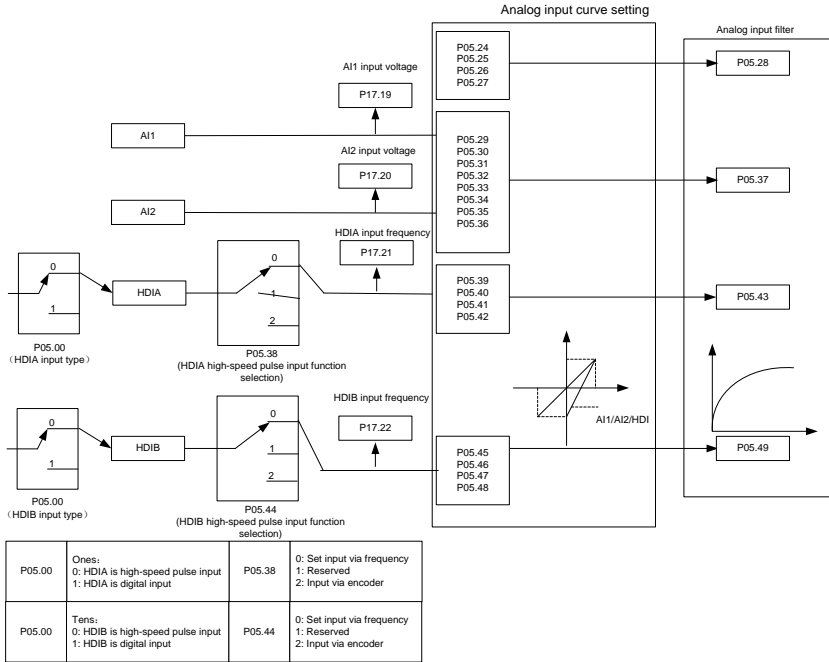 Analog input curve setting
Analog input filter
P05.24
P05.25
P05.26
P05.27
P05.28
AI1 input voltage
P17.19
AI1
AI2 input voltage
P17.20
AI2
P05.29
P05.30
P05.31
P05.32
P05.33
P05.34
P05.35
P05.36
P05.37
HDIA input frequency
P17.21
0
1
HDIA
0
1
2
P05.39
P05.40
P05.41
P05.42
P05.43
P05.00
（HDIA input type）
P05.38
(HDIA high-speed pulse input function
selection)
AI1/AI2/HDI
HDIB input frequency
P17.22
0
1
HDIB
0
1
2
P05.45
P05.46
P05.47
P05.48
P05.49
P05.00
（HDIB input type）
P05.44
(HDIB high-speed pulse input function
selection)
P05.00
Ones：
0: HDIA is high-speed pulse input
1: HDIA is digital input
P05.38
0: Set input via frequency
1: Reserved
2: Input via encoder
P05.00
Tens:
0: HDIB is high-speed pulse input
1: HDIB is digital input
P05.44
0: Set input via frequency
1: Reserved
2: Input via encoder